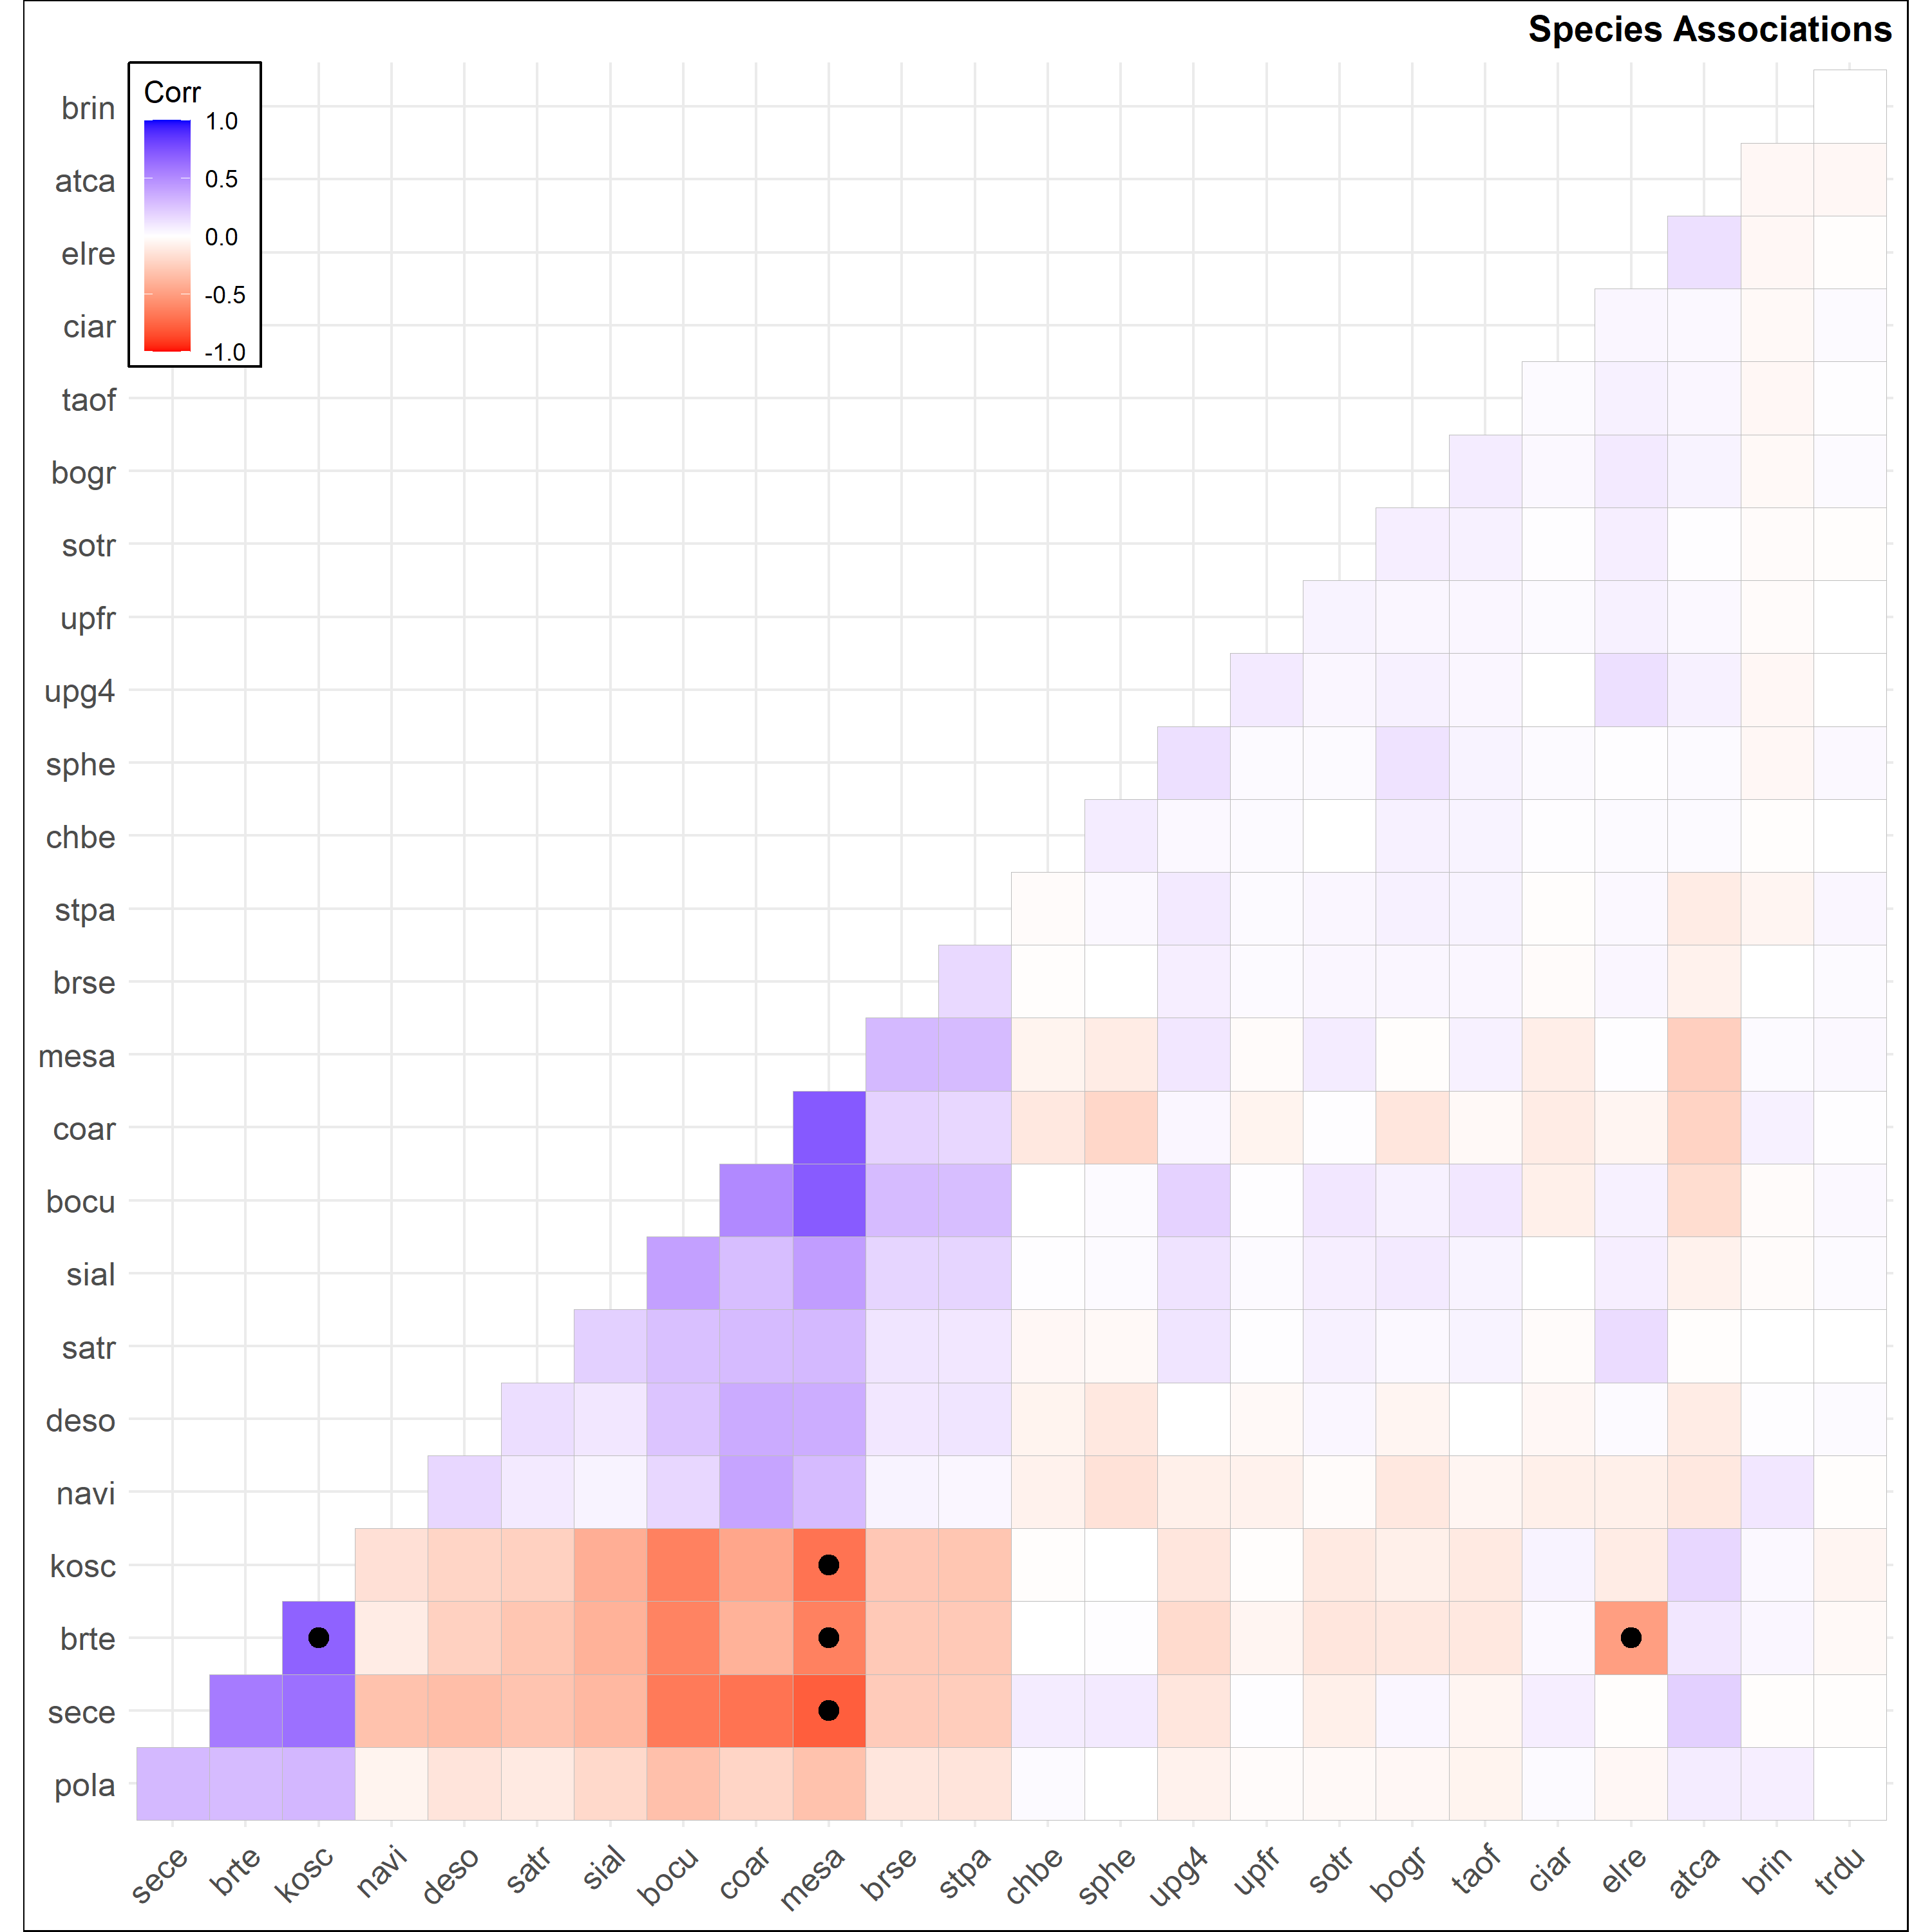 Species Associations
Corr
1.0
0.5
0.0
-0.5
-1.0
brin
atca
elre
ciar
taof
bogr
sotr
upfr
upg4
sphe
chbe
stpa
brse
mesa
coar
bocu
sial
satr
deso
navi
kosc
brte
sece
pola
sece brte kosc navi deso satr sial bocu coar mesa brse stpa chbe sphe upg4 upfr sotr bogr taof ciar elre atca brin trdu